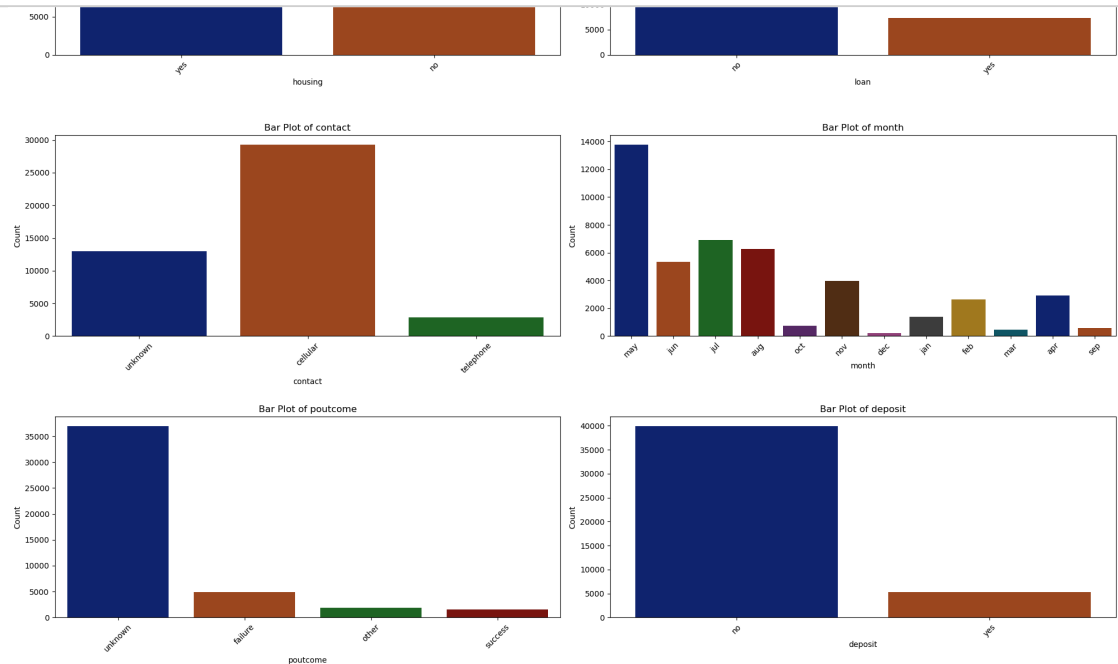 5000
0
yes
no
housing
5000
0
no
yes
loan
Bar Plot of contact
30000
25000
20000
15000
10000
5000
0
Count
unknown
cellular
telephone
contact
Bar Plot of month
14000
12000
10000
8000
6000
4000
2000
0
Count
may
jun
jul
aug
oct
nov
dec
jan
feb
mar
apr
sep
month
Bar Plot of poutcome
35000
30000
25000
20000
15000
10000
5000
0
Count
unknown
failure
other
success
poutcome
Bar Plot of deposit
40000
35000
30000
25000
20000
15000
10000
5000
0
Count
no
yes
deposit